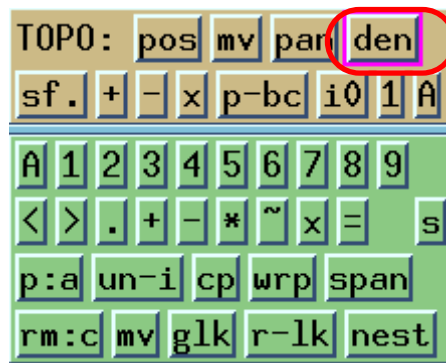 TOPO: pos mv pan den
sf. + - x p-bc i0 1 A
A 1 2 3 4 5 6 7 8 9
< > . + - * ~ x = s
p:a un-i cp wrp span
rm:c mv glk r-lk nest